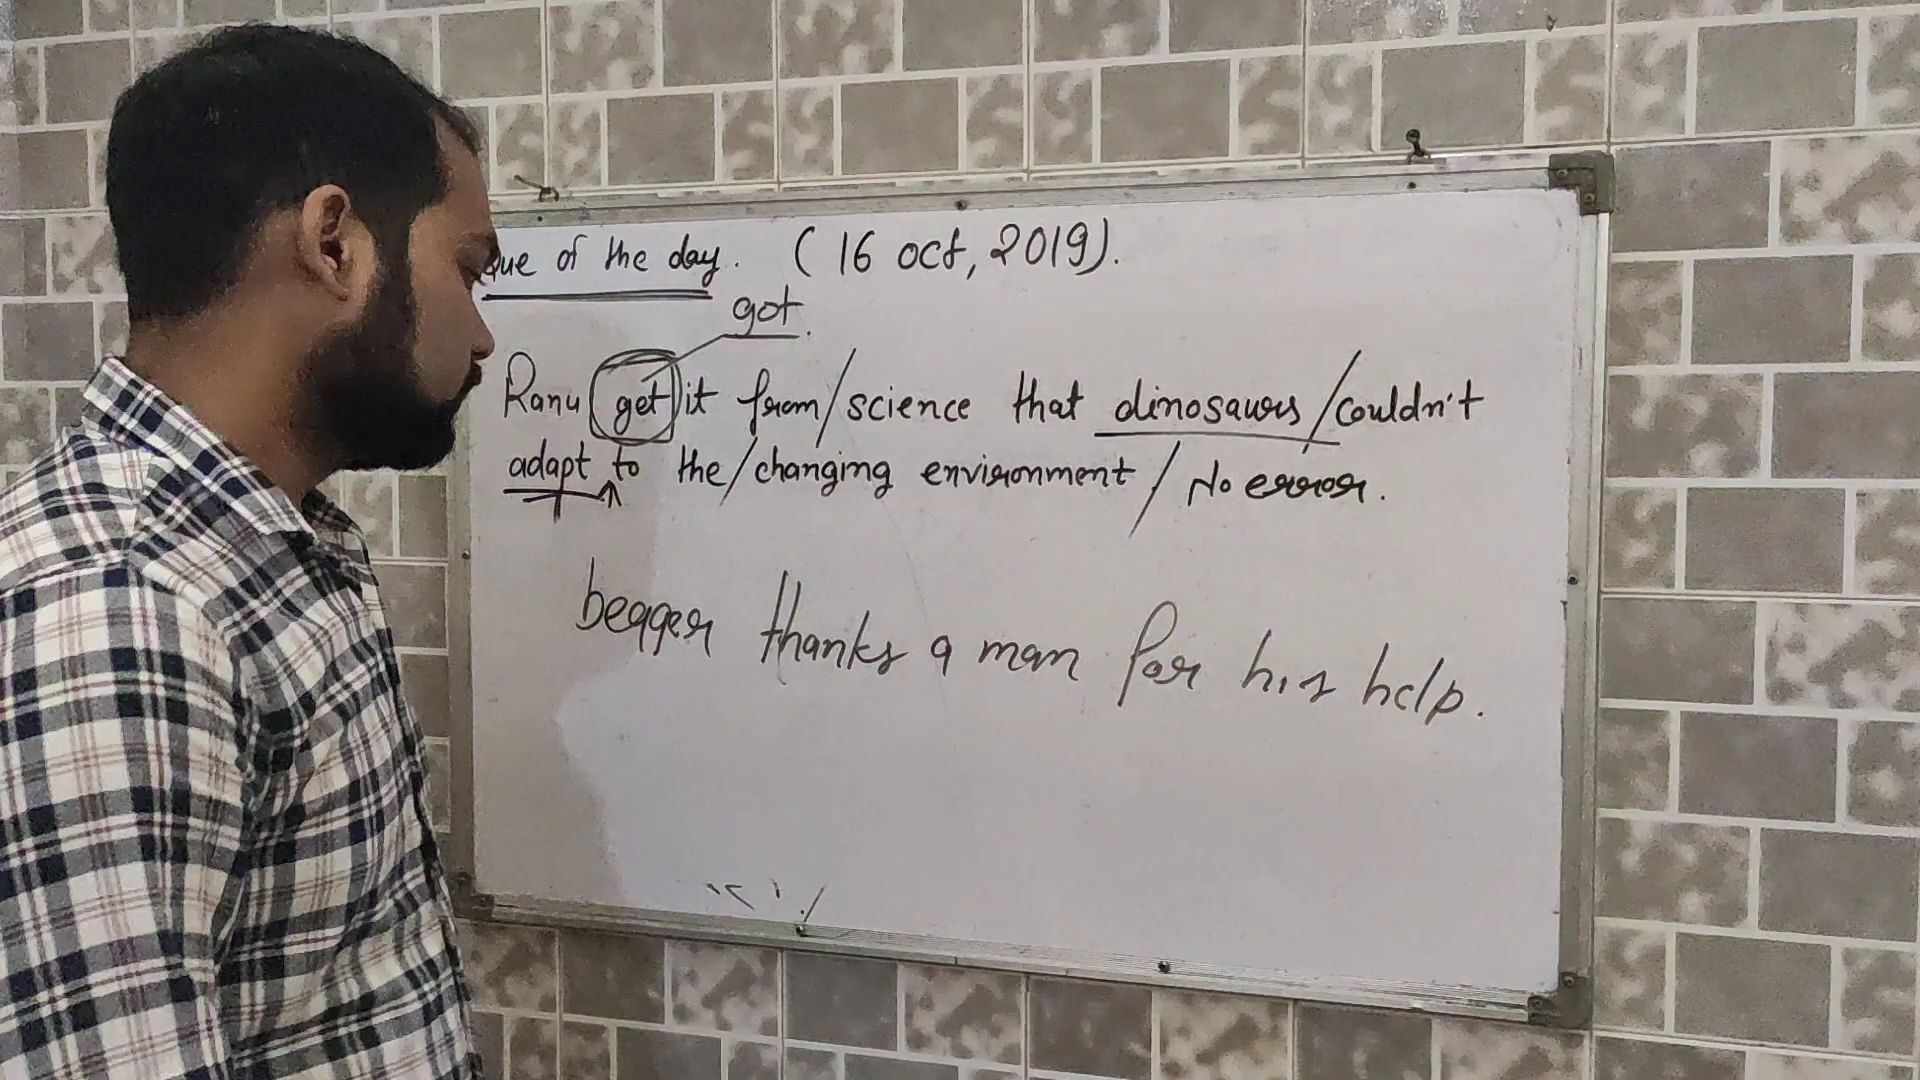 Que of the day. (16 oct, 2019).
got.
Ranu get it from/science that dinosaurs/couldn't
adapt to the/changing environment/No error.
begger thanks a man for his help.